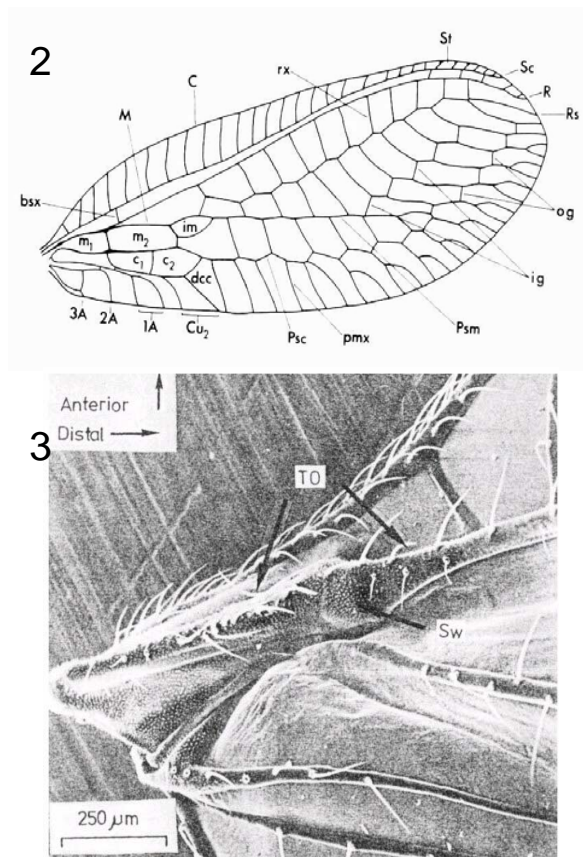 2
St
rx
Sc
C
R
M
Rs
bsx
im
m1
m2
og
c1
c2
dcc
ig
3A
2A
1A
Cu2
Psc
pmx
Psm
Anterior
Distal
3
TO
Sw
250 µm